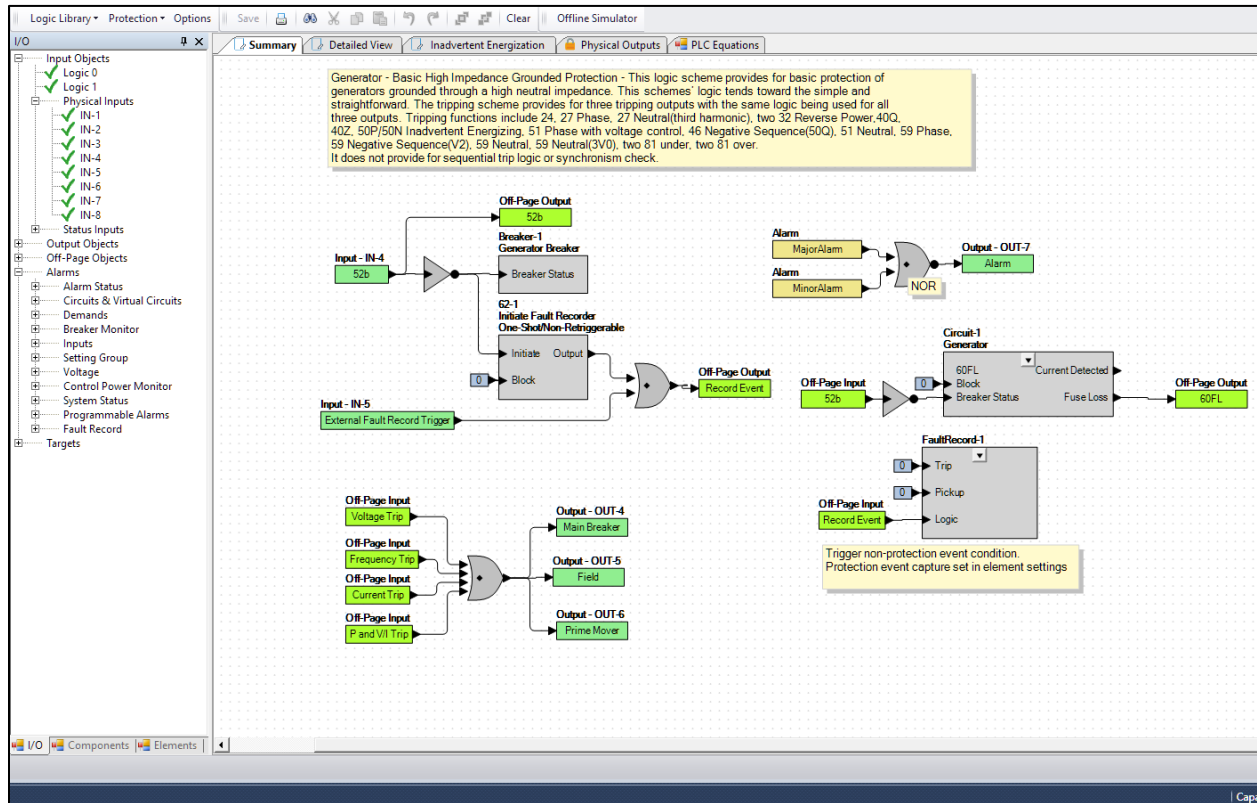 Logic Library Protection Options Save Clear Offline Simulator
I/O
Input Objects
Logic 0
Logic 1
Physical Inputs
IN-1
IN-2
IN-3
IN-4
IN-5
IN-6
IN-7
IN-8
Status Inputs
Output Objects
Off-Page Objects
Alarms
Alarm Status
Circuits & Virtual Circuits
Demands
Breaker Monitor
Inputs
Setting Group
Voltage
Control Power Monitor
System Status
Programmable Alarms
Fault Record
Targets
I/O Components Elements
Summary Detailed View Inadvertent Energization Physical Outputs PLC Equations
Generator - Basic High Impedance Grounded Protection - This logic scheme provides for basic protection of
generators grounded through a high neutral impedance. This schemes' logic tends toward the simple and
straightforward. The tripping scheme provides for three tripping outputs with the same logic being used for all
three outputs. Tripping functions include 24, 27 Phase, 27 Neutral(third harmonic), two 32 Reverse Power,40Q,
40Z, 50P/50N Inadvertent Energizing, 51 Phase with voltage control, 46 Negative Sequence(50Q), 51 Neutral, 59 Phase,
59 Negative Sequence(V2), 59 Neutral, 59 Neutral(3V0), two 81 under, two 81 over.
It does not provide for sequential trip logic or synchronism check.
Off-Page Output
52b
Breaker-1
Generator Breaker
Breaker Status
Input - IN-4
52b
62-1
Initiate Fault Recorder
One-Shot/Non-Retriggerable
Initiate Output
0 Block
Input - IN-5
External Fault Record Trigger
Off-Page Output
Record Event
Alarm
MajorAlarm
Alarm
MinorAlarm
NOR
Output - OUT-7
Alarm
Circuit-1
Generator
60FL Current Detected
0 Block
Breaker Status Fuse Loss
Off-Page Input
52b
Off-Page Output
60FL
FaultRecord-1
0 Trip
0 Pickup
Logic
Off-Page Input
Record Event
Trigger non-protection event condition.
Protection event capture set in element settings
Off-Page Input
Voltage Trip
Off-Page Input
Frequency Trip
Off-Page Input
Current Trip
Off-Page Input
P and V/I Trip
Output - OUT-4
Main Breaker
Output - OUT-5
Field
Output - OUT-6
Prime Mover